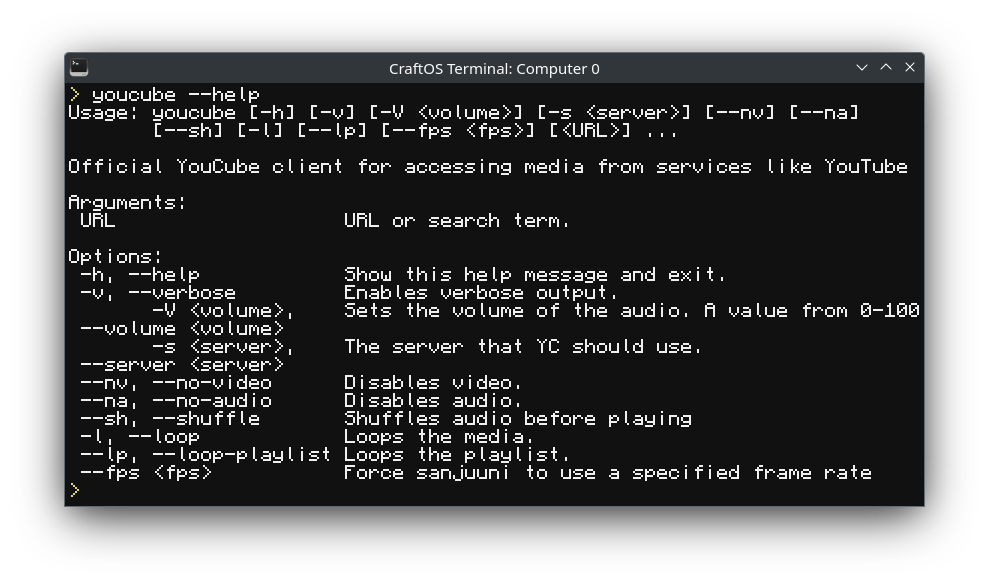 CraftOS Terminal: Computer 0
> youcube --help
Usage: youcube [-h] [-v] [-V <volume>] [-s <server>] [--nv] [--na]
       [--sh] [-l] [--lp] [--fps <fps>] [<URL>] ...
Official YouCube client for accessing media from services like YouTube
Arguments:
 URL                   URL or search term.
Options:
 -h, --help            Show this help message and exit.
 -v, --verbose         Enables verbose output.
       -V <volume>,    Sets the volume of the audio. A value from 0-100
 --volume <volume>
       -s <server>,    The server that YC should use.
 --server <server>
 --nv, --no-video      Disables video.
 --na, --no-audio      Disables audio.
 --sh, --shuffle       Shuffles audio before playing
 -l, --loop            Loops the media.
 --lp, --loop-playlist Loops the playlist.
 --fps <fps>           Force sanjuuni to use a specified frame rate
>